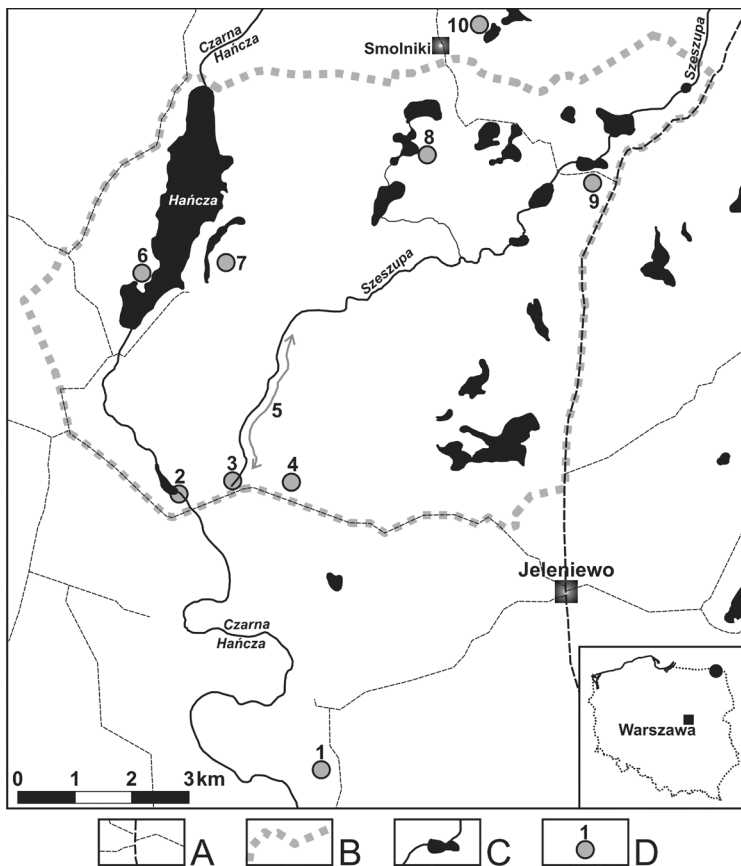 10
Czarna
Hańcza
Smolniki
Szeszupa
8
Hańcza
9
6
7
Szeszupa
5
2
3
4
Jeleniewo
Czarna
Hańcza
Warszawa
1
0 1 2 3 km
A
B
C
1
D